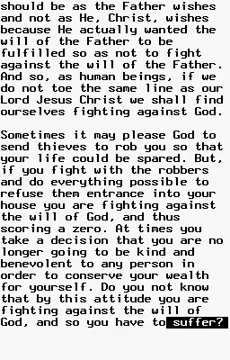 should be as the Father wishes
and not as He, Christ, wishes
because He actually wanted the
will of the Father to be
fulfilled so as not to fight
against the will of the Father.
And so, as human beings, if we
do not toe the same line as our
Lord Jesus Christ we shall find
ourselves fighting against God.

Sometimes it may please God to
send thieves to rob you so that
your life could be spared. But,
if you fight with the robbers
and do everything possible to
refuse them entrance into your
house you are fighting against
the will of God, and thus
scoring a zero. At times you
take a decision that you are no
longer going to be kind and
benevolent to any person in
order to conserve your wealth
for yourself. Do you not know
that by this attitude you are
fighting against the will of
God, and so you have to suffer?